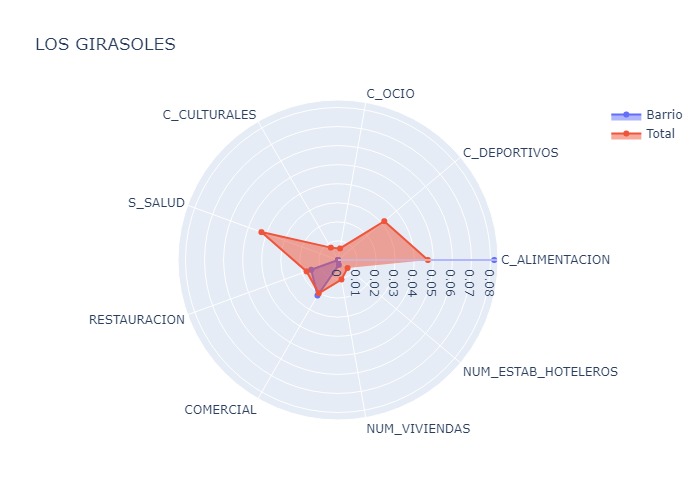 LOS GIRASOLES
C_OCIO
C_CULTURALES
Barrio
Total
C_DEPORTIVOS
S_SALUD
C_ALIMENTACION
0
0.01
0.02
0.03
0.04
0.05
0.06
0.07
0.08
RESTAURACION
NUM_ESTAB_HOTELEROS
COMERCIAL
NUM_VIVIENDAS